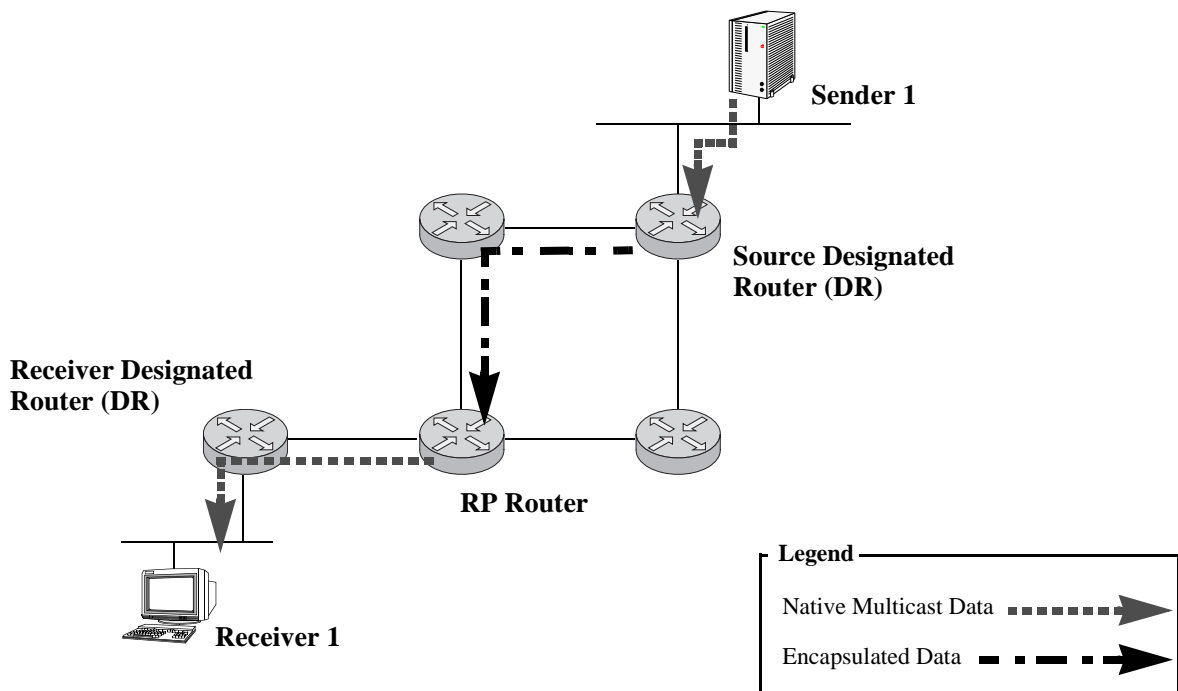 Sender 1
Source Designated
Router (DR)
Receiver Designated
Router (DR)
RP Router
Receiver 1
Legend
Native Multicast Data
Encapsulated Data